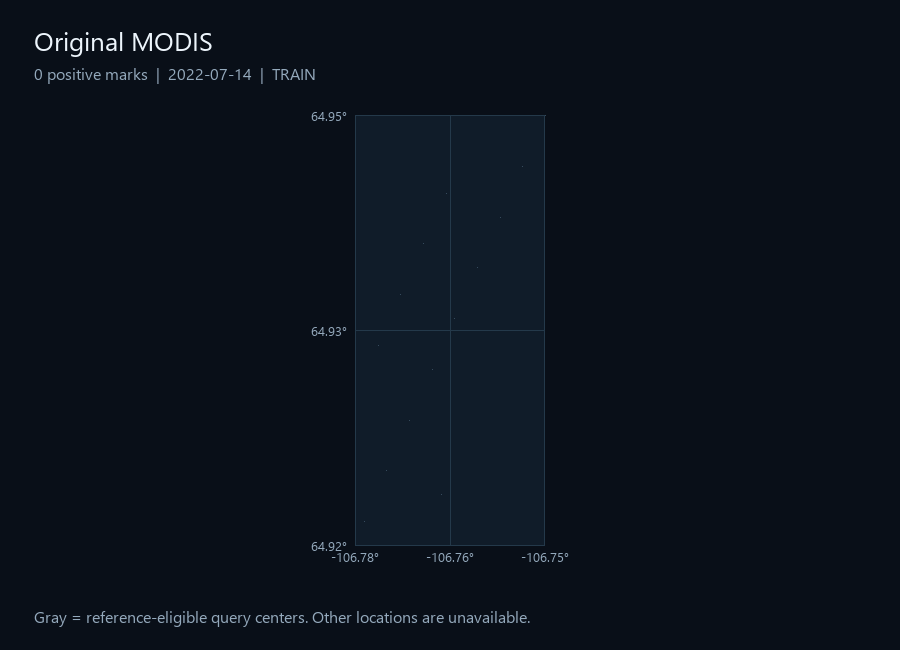 Original MODIS
0 positive marks | 2022-07-14 | TRAIN
64.95°
64.93°
64.92°
-106.78° -106.76° -106.75°
Gray = reference-eligible query centers. Other locations are unavailable.